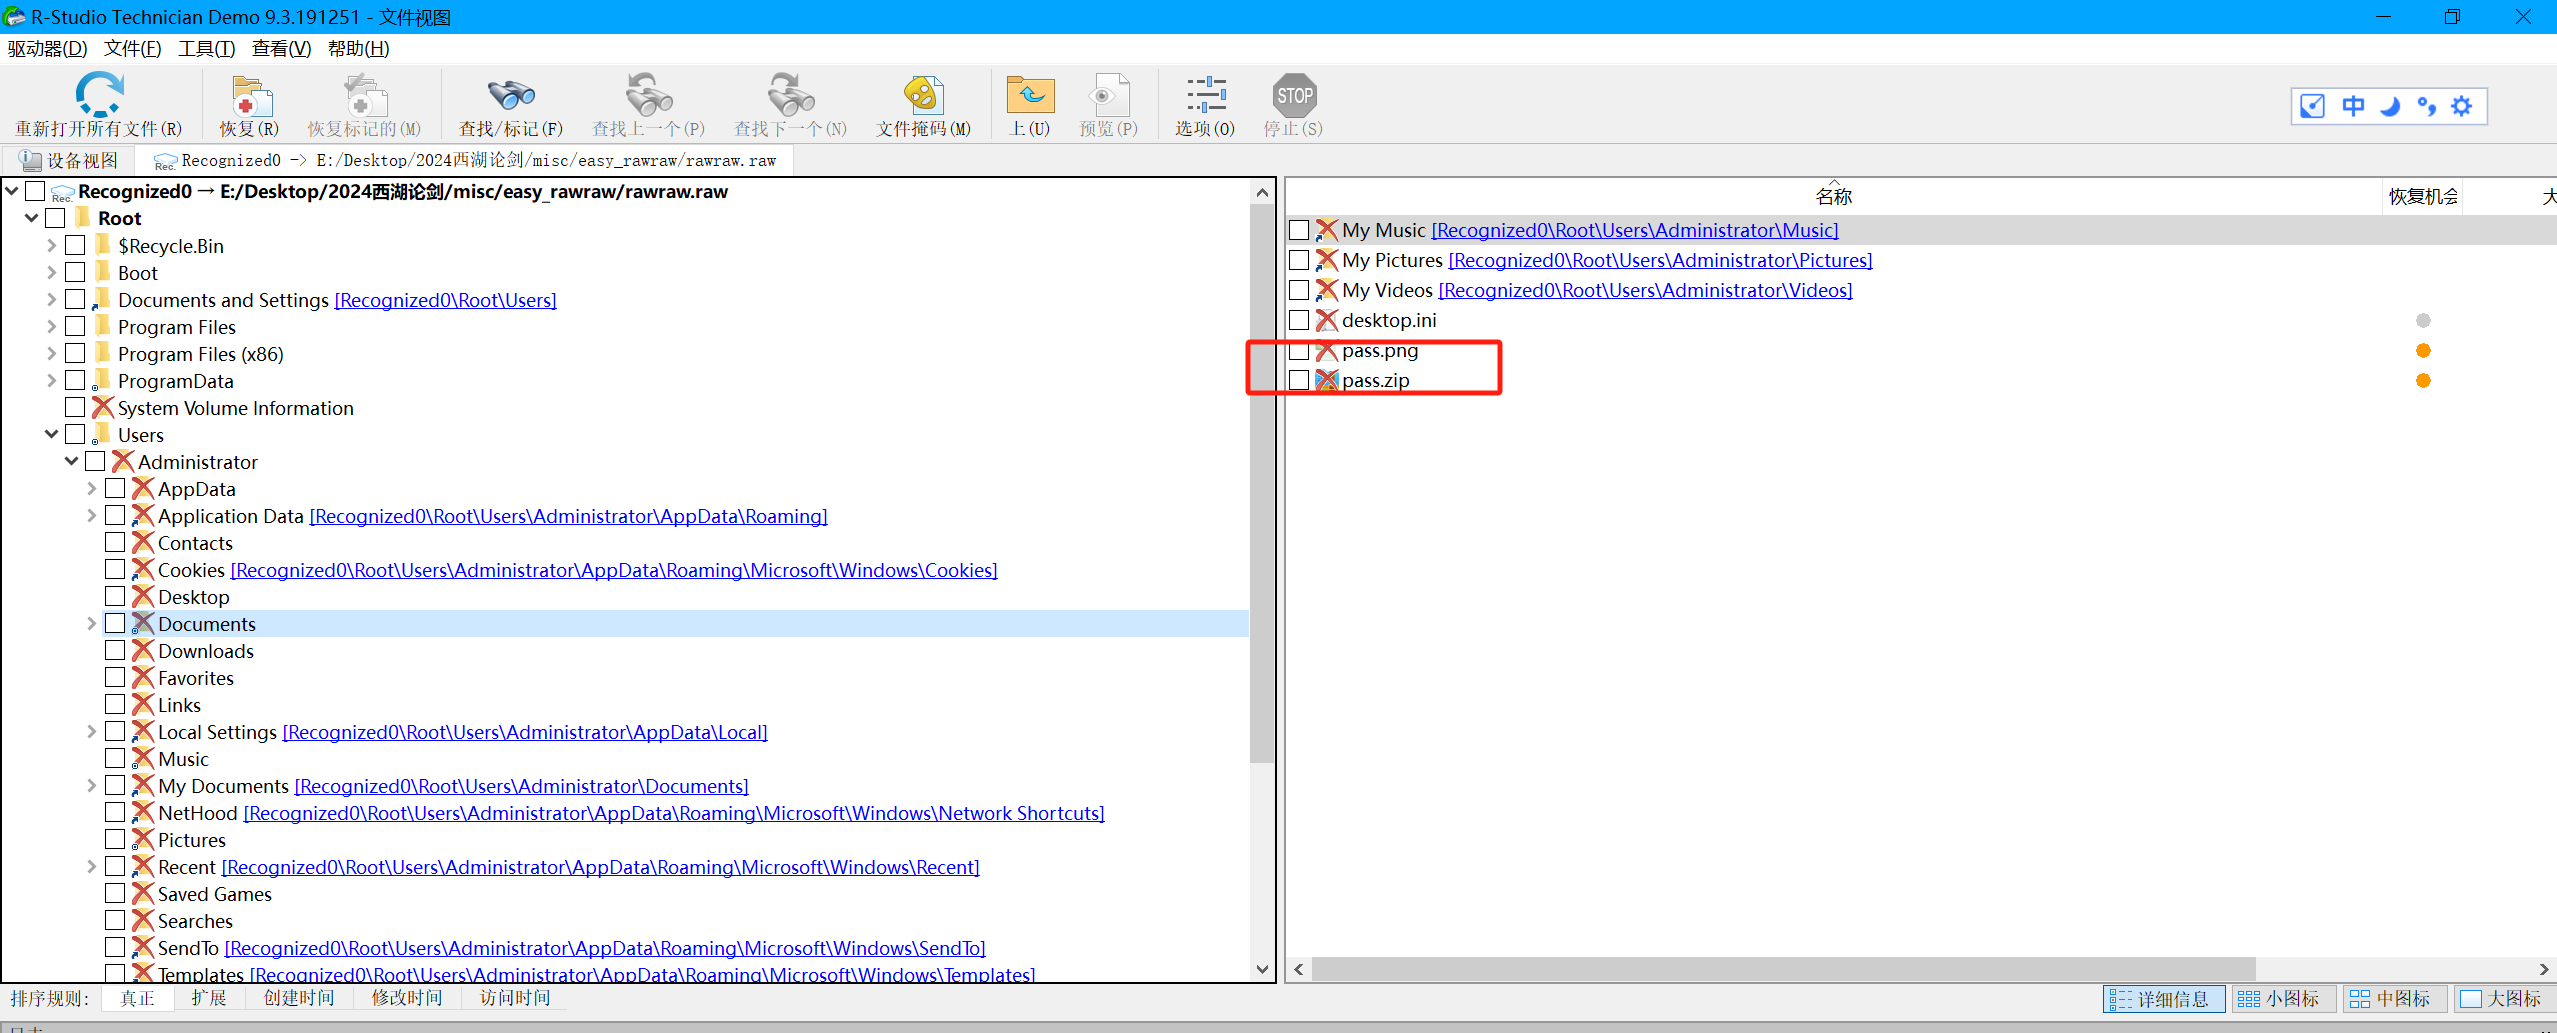 R-Studio Technician Demo 9.3.191251 - 文件视图
驱动器(D) 文件(F) 工具(T) 查看(V) 帮助(H)
重新打开所有文件(R) 恢复(R) 恢复标记的(M) 查找/标记(F) 查找上一个(P) 查找下一个(N) 文件掩码(M) 上(U) 预览(P) 选项(O) STOP 停止(S) 中
设备视图 Rec. Recognized0 -> E:/Desktop/2024西湖论剑/misc/easy_rawraw/rawraw.raw
Rec. Recognized0 → E:/Desktop/2024西湖论剑/misc/easy_rawraw/rawraw.raw
Root
$Recycle.Bin
Boot
Documents and Settings [Recognized0\Root\Users]
Program Files
Program Files (x86)
ProgramData
System Volume Information
Users
Administrator
AppData
Application Data [Recognized0\Root\Users\Administrator\AppData\Roaming]
Contacts
Cookies [Recognized0\Root\Users\Administrator\AppData\Roaming\Microsoft\Windows\Cookies]
Desktop
Documents
Downloads
Favorites
Links
Local Settings [Recognized0\Root\Users\Administrator\AppData\Local]
Music
My Documents [Recognized0\Root\Users\Administrator\Documents]
NetHood [Recognized0\Root\Users\Administrator\AppData\Roaming\Microsoft\Windows\Network Shortcuts]
Pictures
Recent [Recognized0\Root\Users\Administrator\AppData\Roaming\Microsoft\Windows\Recent]
Saved Games
Searches
SendTo [Recognized0\Root\Users\Administrator\AppData\Roaming\Microsoft\Windows\SendTo]
Templates [Recognized0\Root\Users\Administrator\AppData\Roaming\Microsoft\Windows\Templates]
名称 恢复机会 大
My Music [Recognized0\Root\Users\Administrator\Music]
My Pictures [Recognized0\Root\Users\Administrator\Pictures]
My Videos [Recognized0\Root\Users\Administrator\Videos]
desktop.ini
pass.png
pass.zip
排序规则: 真正 扩展 创建时间 修改时间 访问时间 详细信息 小图标 中图标 大图标